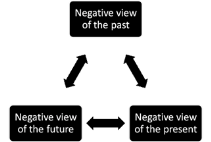 Negative view
of the past
Negative view
of the future
Negative view
of the present